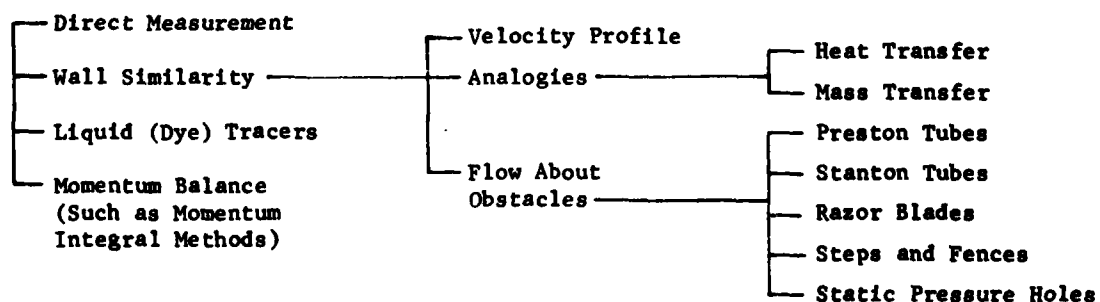 Direct Measurement
Wall Similarity
Liquid (Dye) Tracers
Momentum Balance
(Such as Momentum
Integral Methods)
Velocity Profile
Analogies
Flow About
Obstacles
Heat Transfer
Mass Transfer
Preston Tubes
Stanton Tubes
Razor Blades
Steps and Fences
Static Pressure Holes